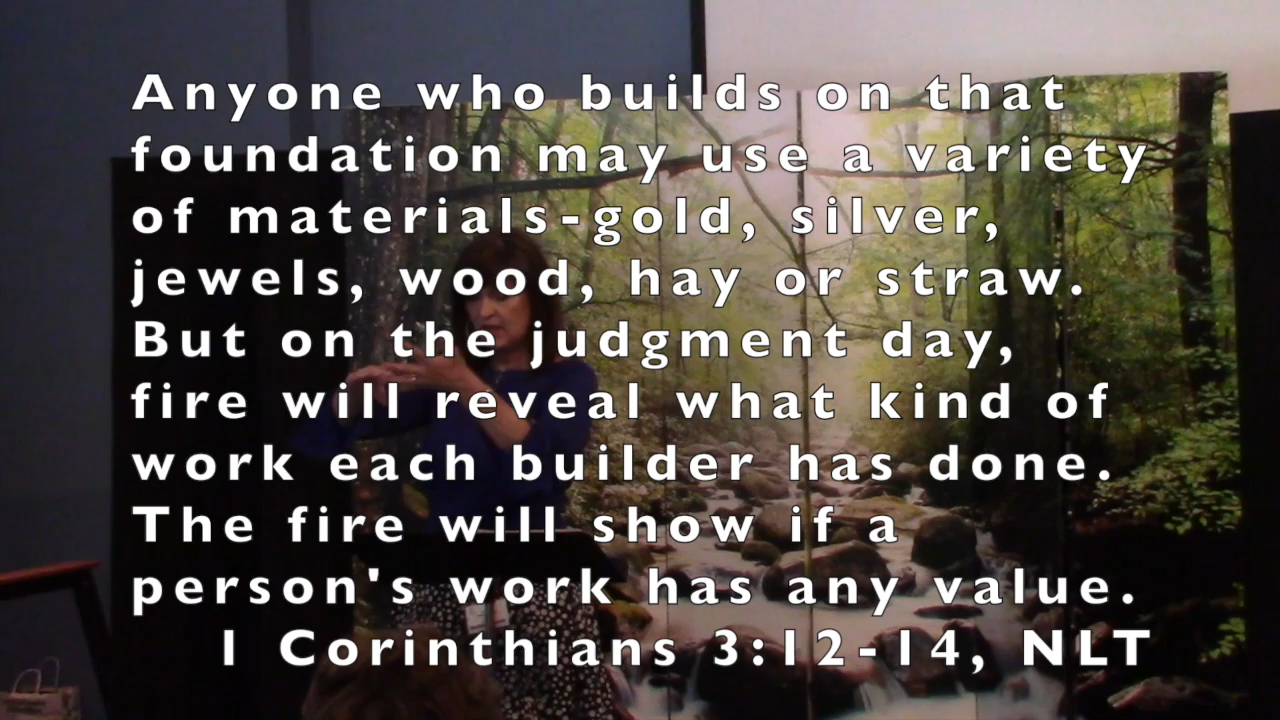 Anyone who builds on that
foundation may use a variety
of materials-gold, silver,
jewels, wood, hay or straw.
But on the judgment day,
fire will reveal what kind of
work each builder has done.
The fire will show if a
person's work has any value.
1 Corinthians 3:12-14, NLT